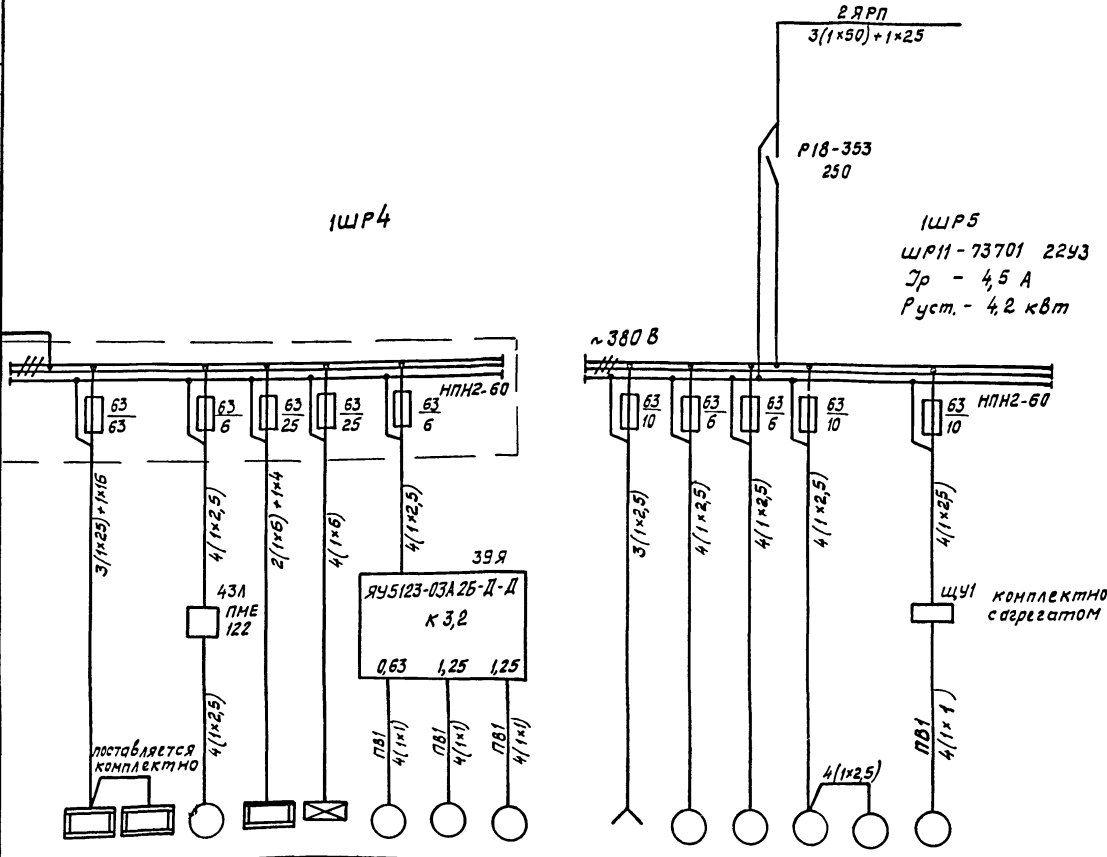 2 ЯРП
3(1×50)+1×25
Р18-353
250
1ШР4
1ШР5
ШР11-73701 22У3
Iр - 4,5 А
Р уст. - 4,2 кВт
~380 В
НПН2-60
63
63
63
6
63
25
63
25
63
6
НПН2-60
63
10
63
6
63
6
63
10
63
10
3(1×25)+1×16
4(1×2,5)
2(1×6)+1×4
4(1×6)
4(1×2,5)
3(1×2,5)
4(1×2,5)
4(1×2,5)
4(1×2,5)
4(1×2,5)
39Я
ЯУ5123-03А2Б-Д-Д
К 3,2
0,63 1,25 1,25
43Л
ПМЕ
122
ЩУ1
комплектно
с агрегатом
4(1×2,5)
ПВ1
4(1×1)
ПВ1
4(1×1)
ПВ1
4(1×1)
ПВ1
4(1×1)
поставляется
комплектно
4(1×2,5)